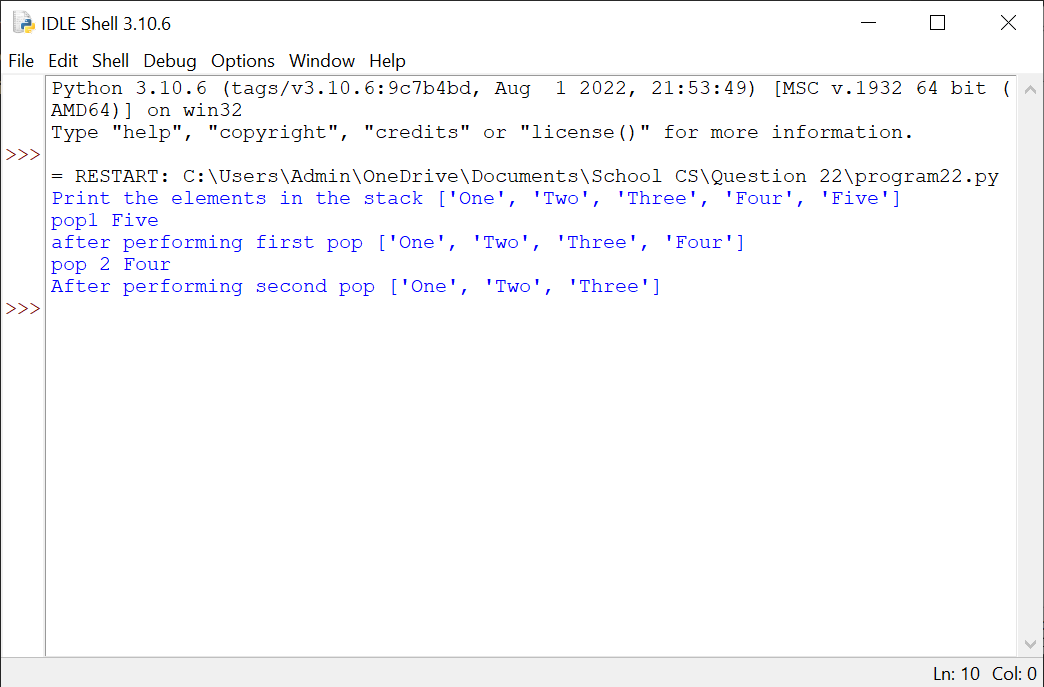 IDLE Shell 3.10.6
File Edit Shell Debug Options Window Help
Python 3.10.6 (tags/v3.10.6:9c7b4bd, Aug  1 2022, 21:53:49) [MSC v.1932 64 bit (
AMD64)] on win32
Type "help", "copyright", "credits" or "license()" for more information.
>>>
= RESTART: C:\Users\Admin\OneDrive\Documents\School CS\Question 22\program22.py
Print the elements in the stack ['One', 'Two', 'Three', 'Four', 'Five']
pop1 Five
after performing first pop ['One', 'Two', 'Three', 'Four']
pop 2 Four
After performing second pop ['One', 'Two', 'Three']
>>>
Ln: 10 Col: 0